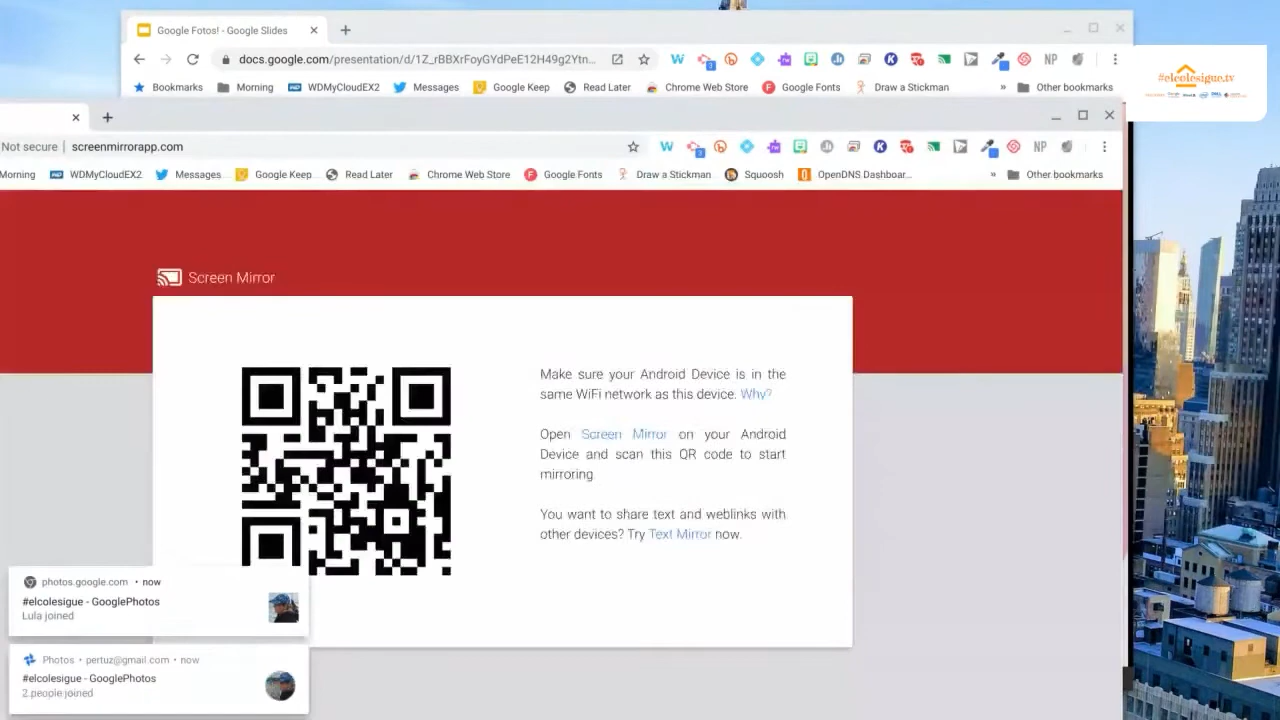 Google Fotos! - Google Slides
docs.google.com/presentation/d/1Z_rBBXrFoyGYdPeE12H49g2Ytn...
Bookmarks Morning WDMyCloudEX2 Messages Google Keep Read Later Chrome Web Store Google Fonts Draw a Stickman » Other bookmarks
#elcolesigue.tv
Not secure | screenmirrorapp.com
NP
NP
Morning WDMyCloudEX2 Messages Google Keep Read Later Chrome Web Store Google Fonts Draw a Stickman Squoosh OpenDNS Dashboar... » Other bookmarks
Screen Mirror
Make sure your Android Device is in the
same WiFi network as this device. Why?
Open Screen Mirror on your Android
Device and scan this QR code to start
mirroring
You want to share text and weblinks with
other devices? Try Text Mirror now.
photos.google.com • now
#elcolesigue - GooglePhotos
Lula joined
Photos • pertuz@gmail.com • now
#elcolesigue - GooglePhotos
2 people joined